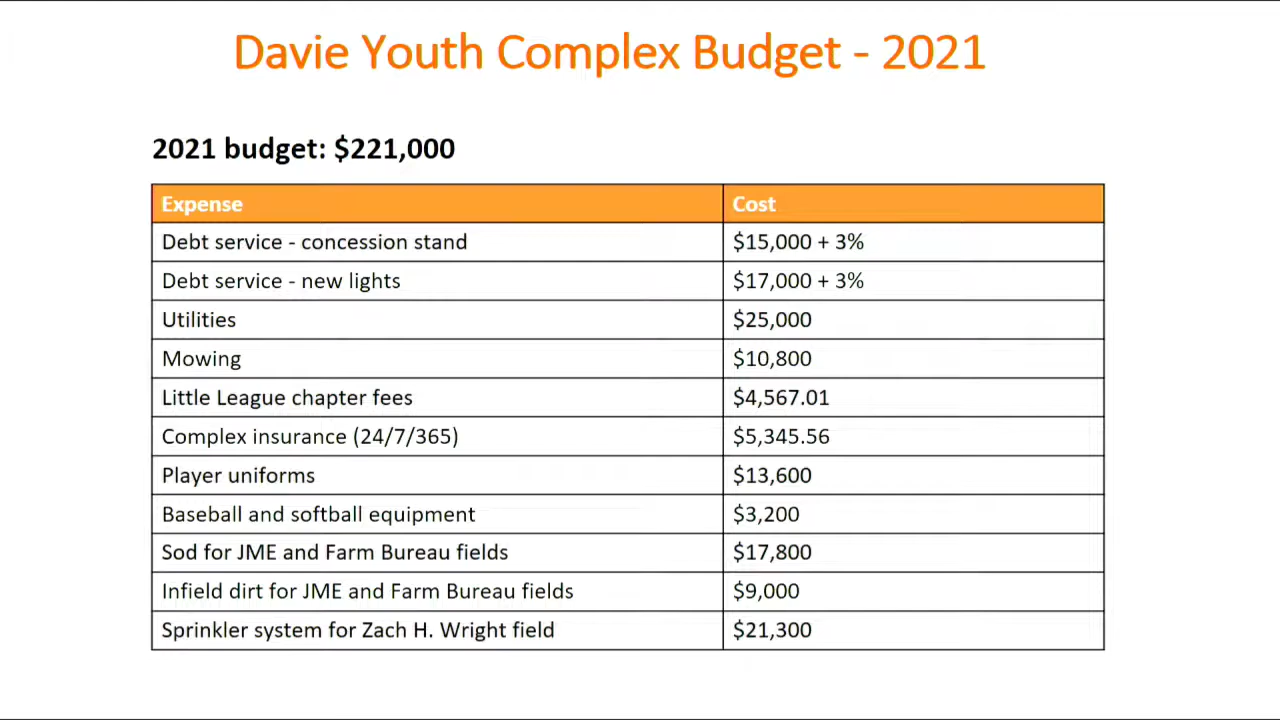 Davie Youth Complex Budget - 2021
2021 budget: $221,000
Expense Cost
Debt service - concession stand $15,000 + 3%
Debt service - new lights $17,000 + 3%
Utilities $25,000
Mowing $10,800
Little League chapter fees $4,567.01
Complex insurance (24/7/365) $5,345.56
Player uniforms $13,600
Baseball and softball equipment $3,200
Sod for JME and Farm Bureau fields $17,800
Infield dirt for JME and Farm Bureau fields $9,000
Sprinkler system for Zach H. Wright field $21,300